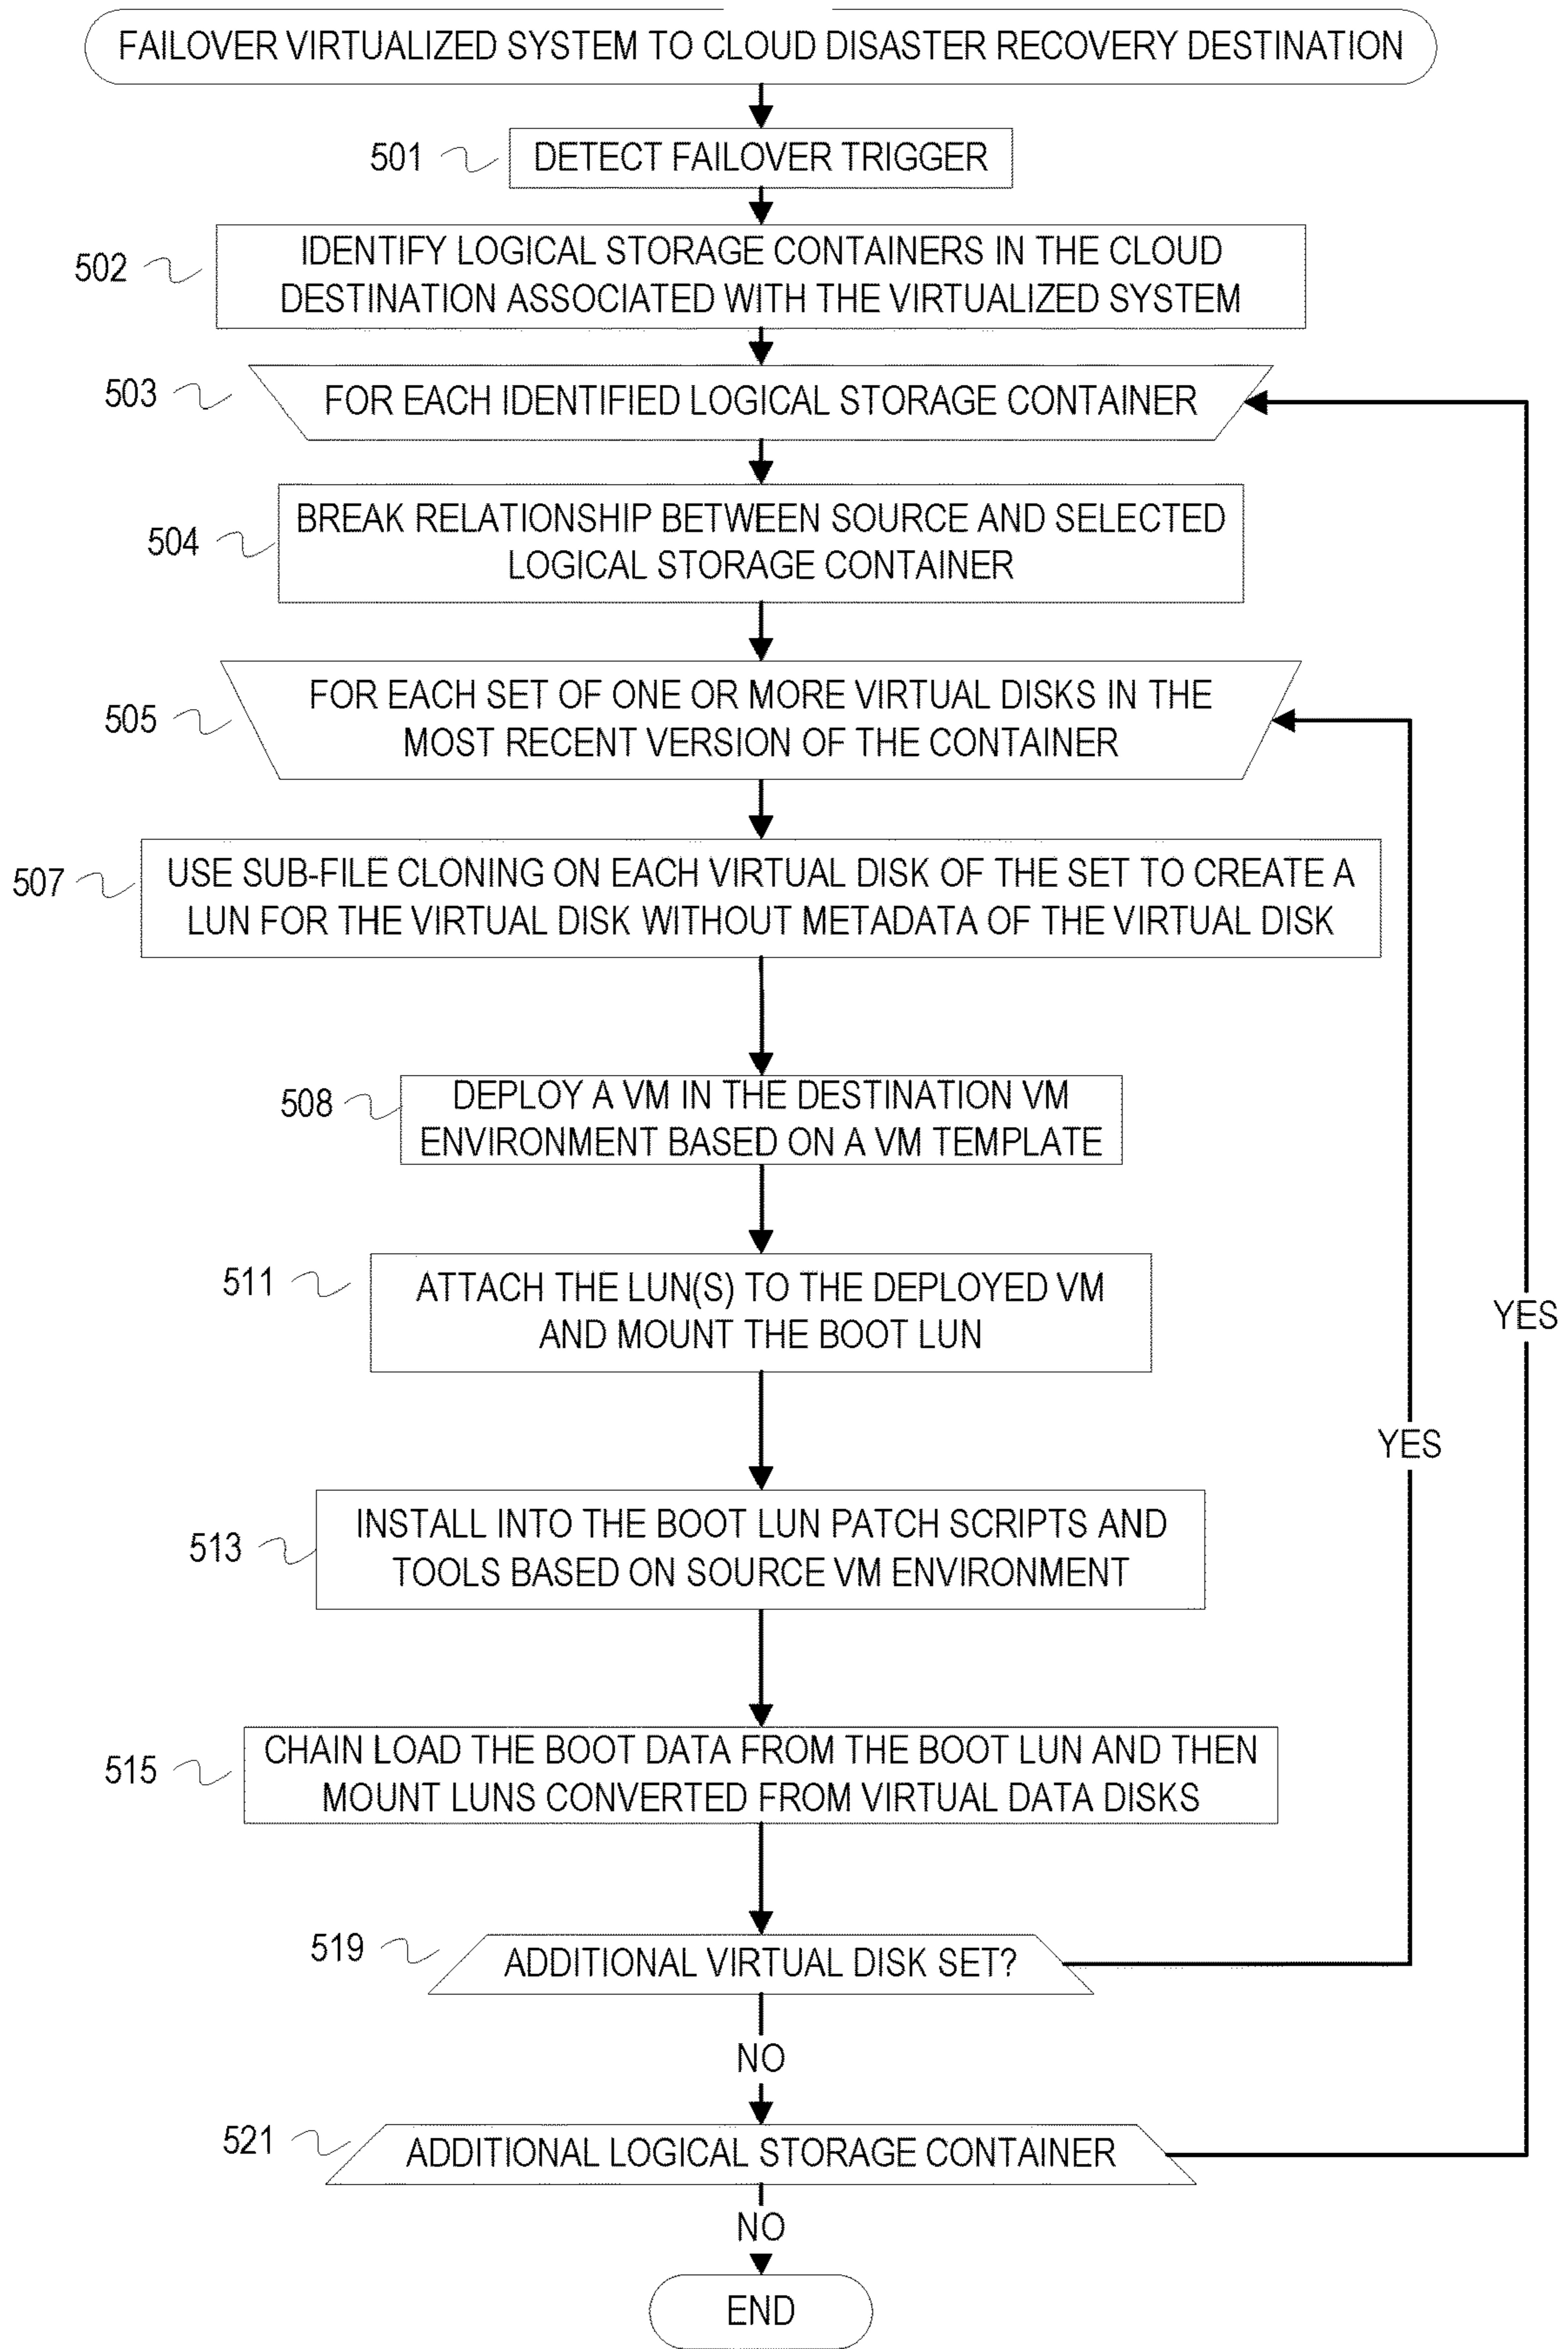 FAILOVER VIRTUALIZED SYSTEM TO CLOUD DISASTER RECOVERY DESTINATION
501
DETECT FAILOVER TRIGGER
502
IDENTIFY LOGICAL STORAGE CONTAINERS IN THE CLOUD
DESTINATION ASSOCIATED WITH THE VIRTUALIZED SYSTEM
503
FOR EACH IDENTIFIED LOGICAL STORAGE CONTAINER
504
BREAK RELATIONSHIP BETWEEN SOURCE AND SELECTED
LOGICAL STORAGE CONTAINER
505
FOR EACH SET OF ONE OR MORE VIRTUAL DISKS IN THE
MOST RECENT VERSION OF THE CONTAINER
507
USE SUB-FILE CLONING ON EACH VIRTUAL DISK OF THE SET TO CREATE A
LUN FOR THE VIRTUAL DISK WITHOUT METADATA OF THE VIRTUAL DISK
508
DEPLOY A VM IN THE DESTINATION VM
ENVIRONMENT BASED ON A VM TEMPLATE
511
ATTACH THE LUN(S) TO THE DEPLOYED VM
AND MOUNT THE BOOT LUN
YES
YES
513
INSTALL INTO THE BOOT LUN PATCH SCRIPTS AND
TOOLS BASED ON SOURCE VM ENVIRONMENT
515
CHAIN LOAD THE BOOT DATA FROM THE BOOT LUN AND THEN
MOUNT LUNS CONVERTED FROM VIRTUAL DATA DISKS
519
ADDITIONAL VIRTUAL DISK SET?
NO
521
ADDITIONAL LOGICAL STORAGE CONTAINER
NO
END